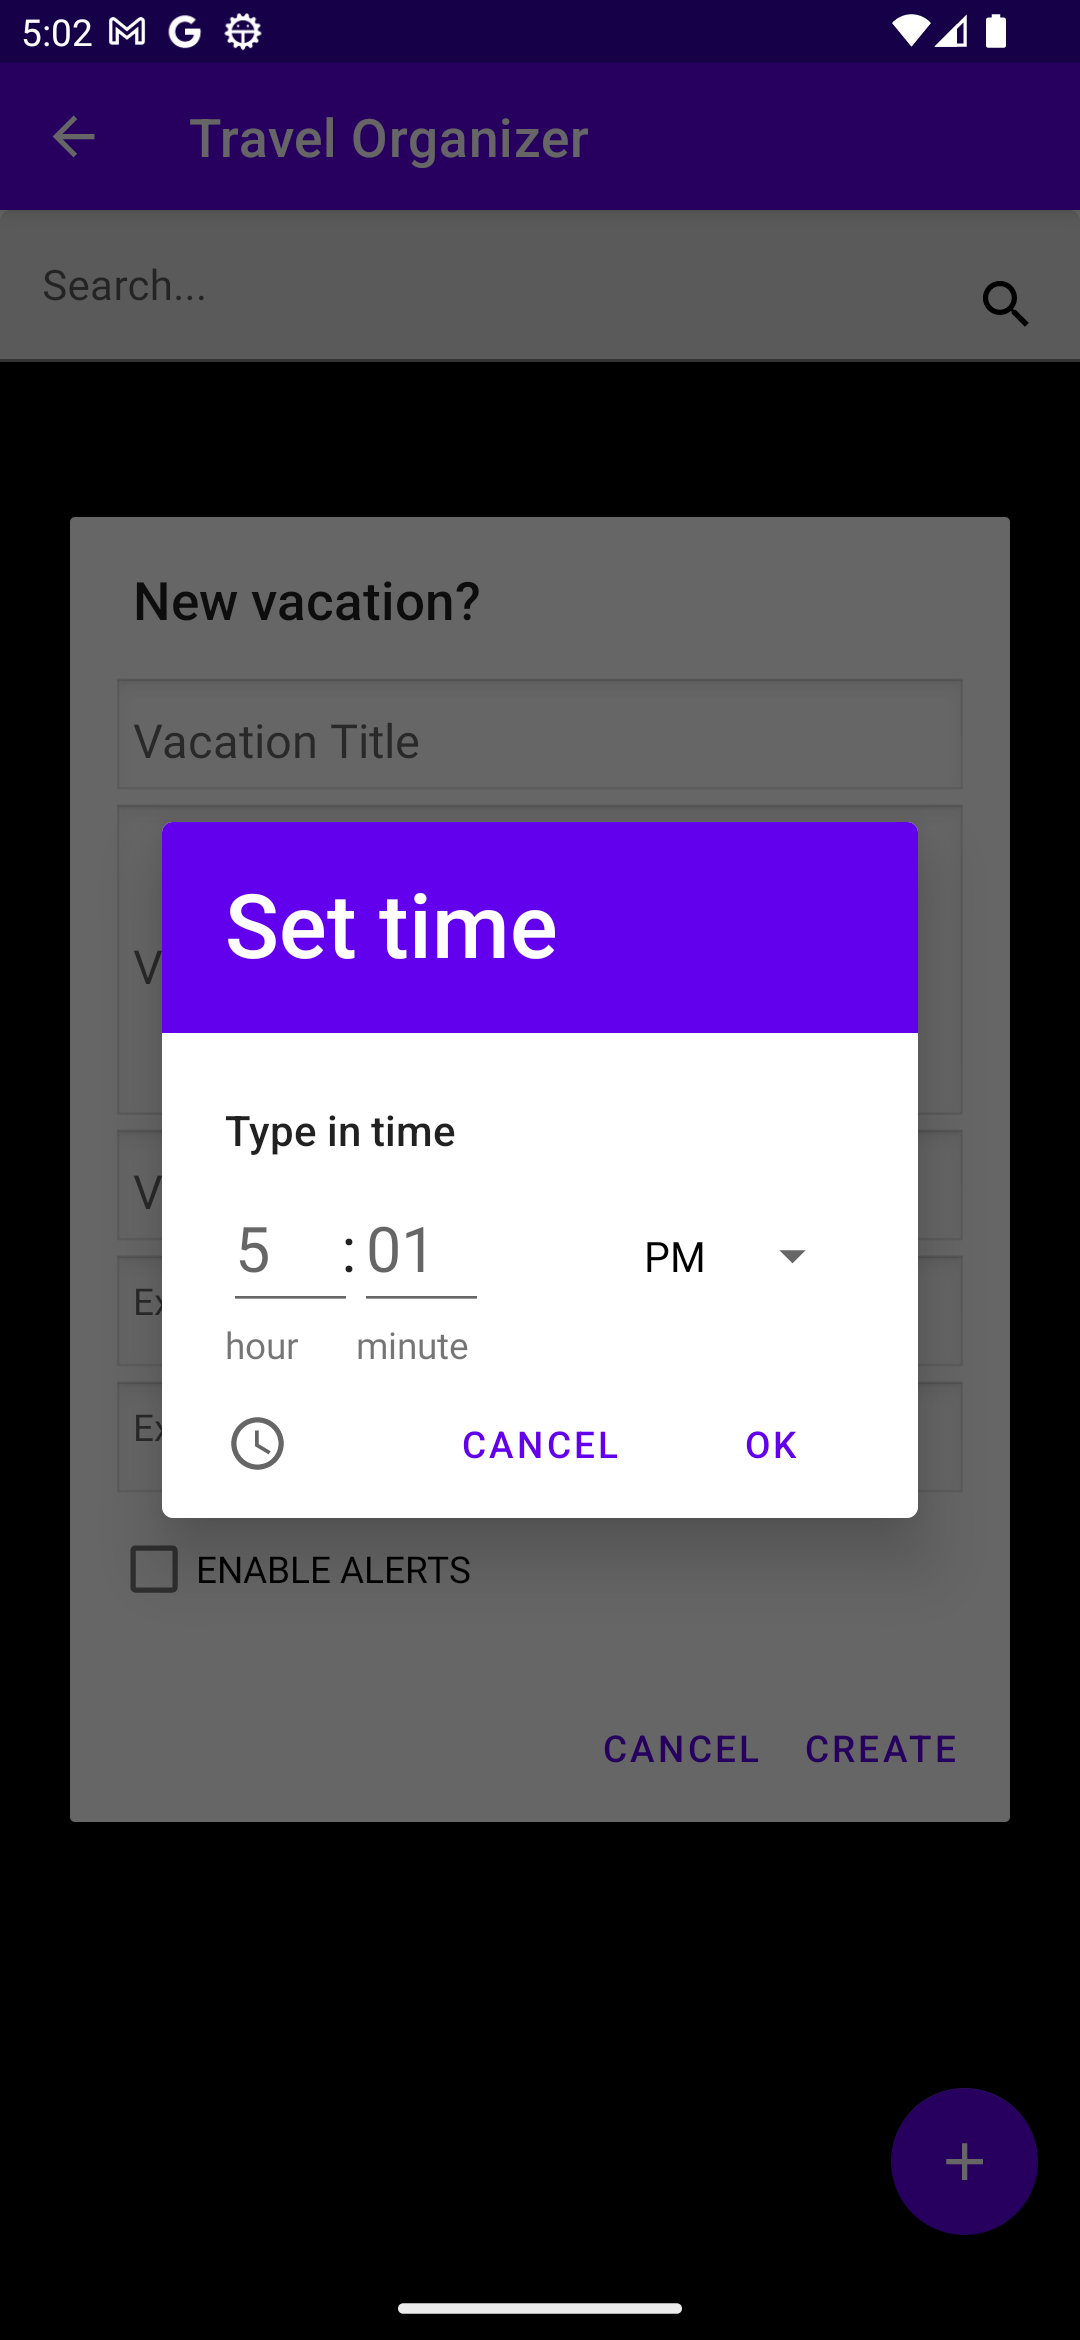 5:02
Travel Organizer
Search...
New vacation?
Vacation Title
V
Set time
Type in time
5 : 01 PM
hour minute
V
Ex
Ex
CANCEL OK
ENABLE ALERTS
CANCEL CREATE